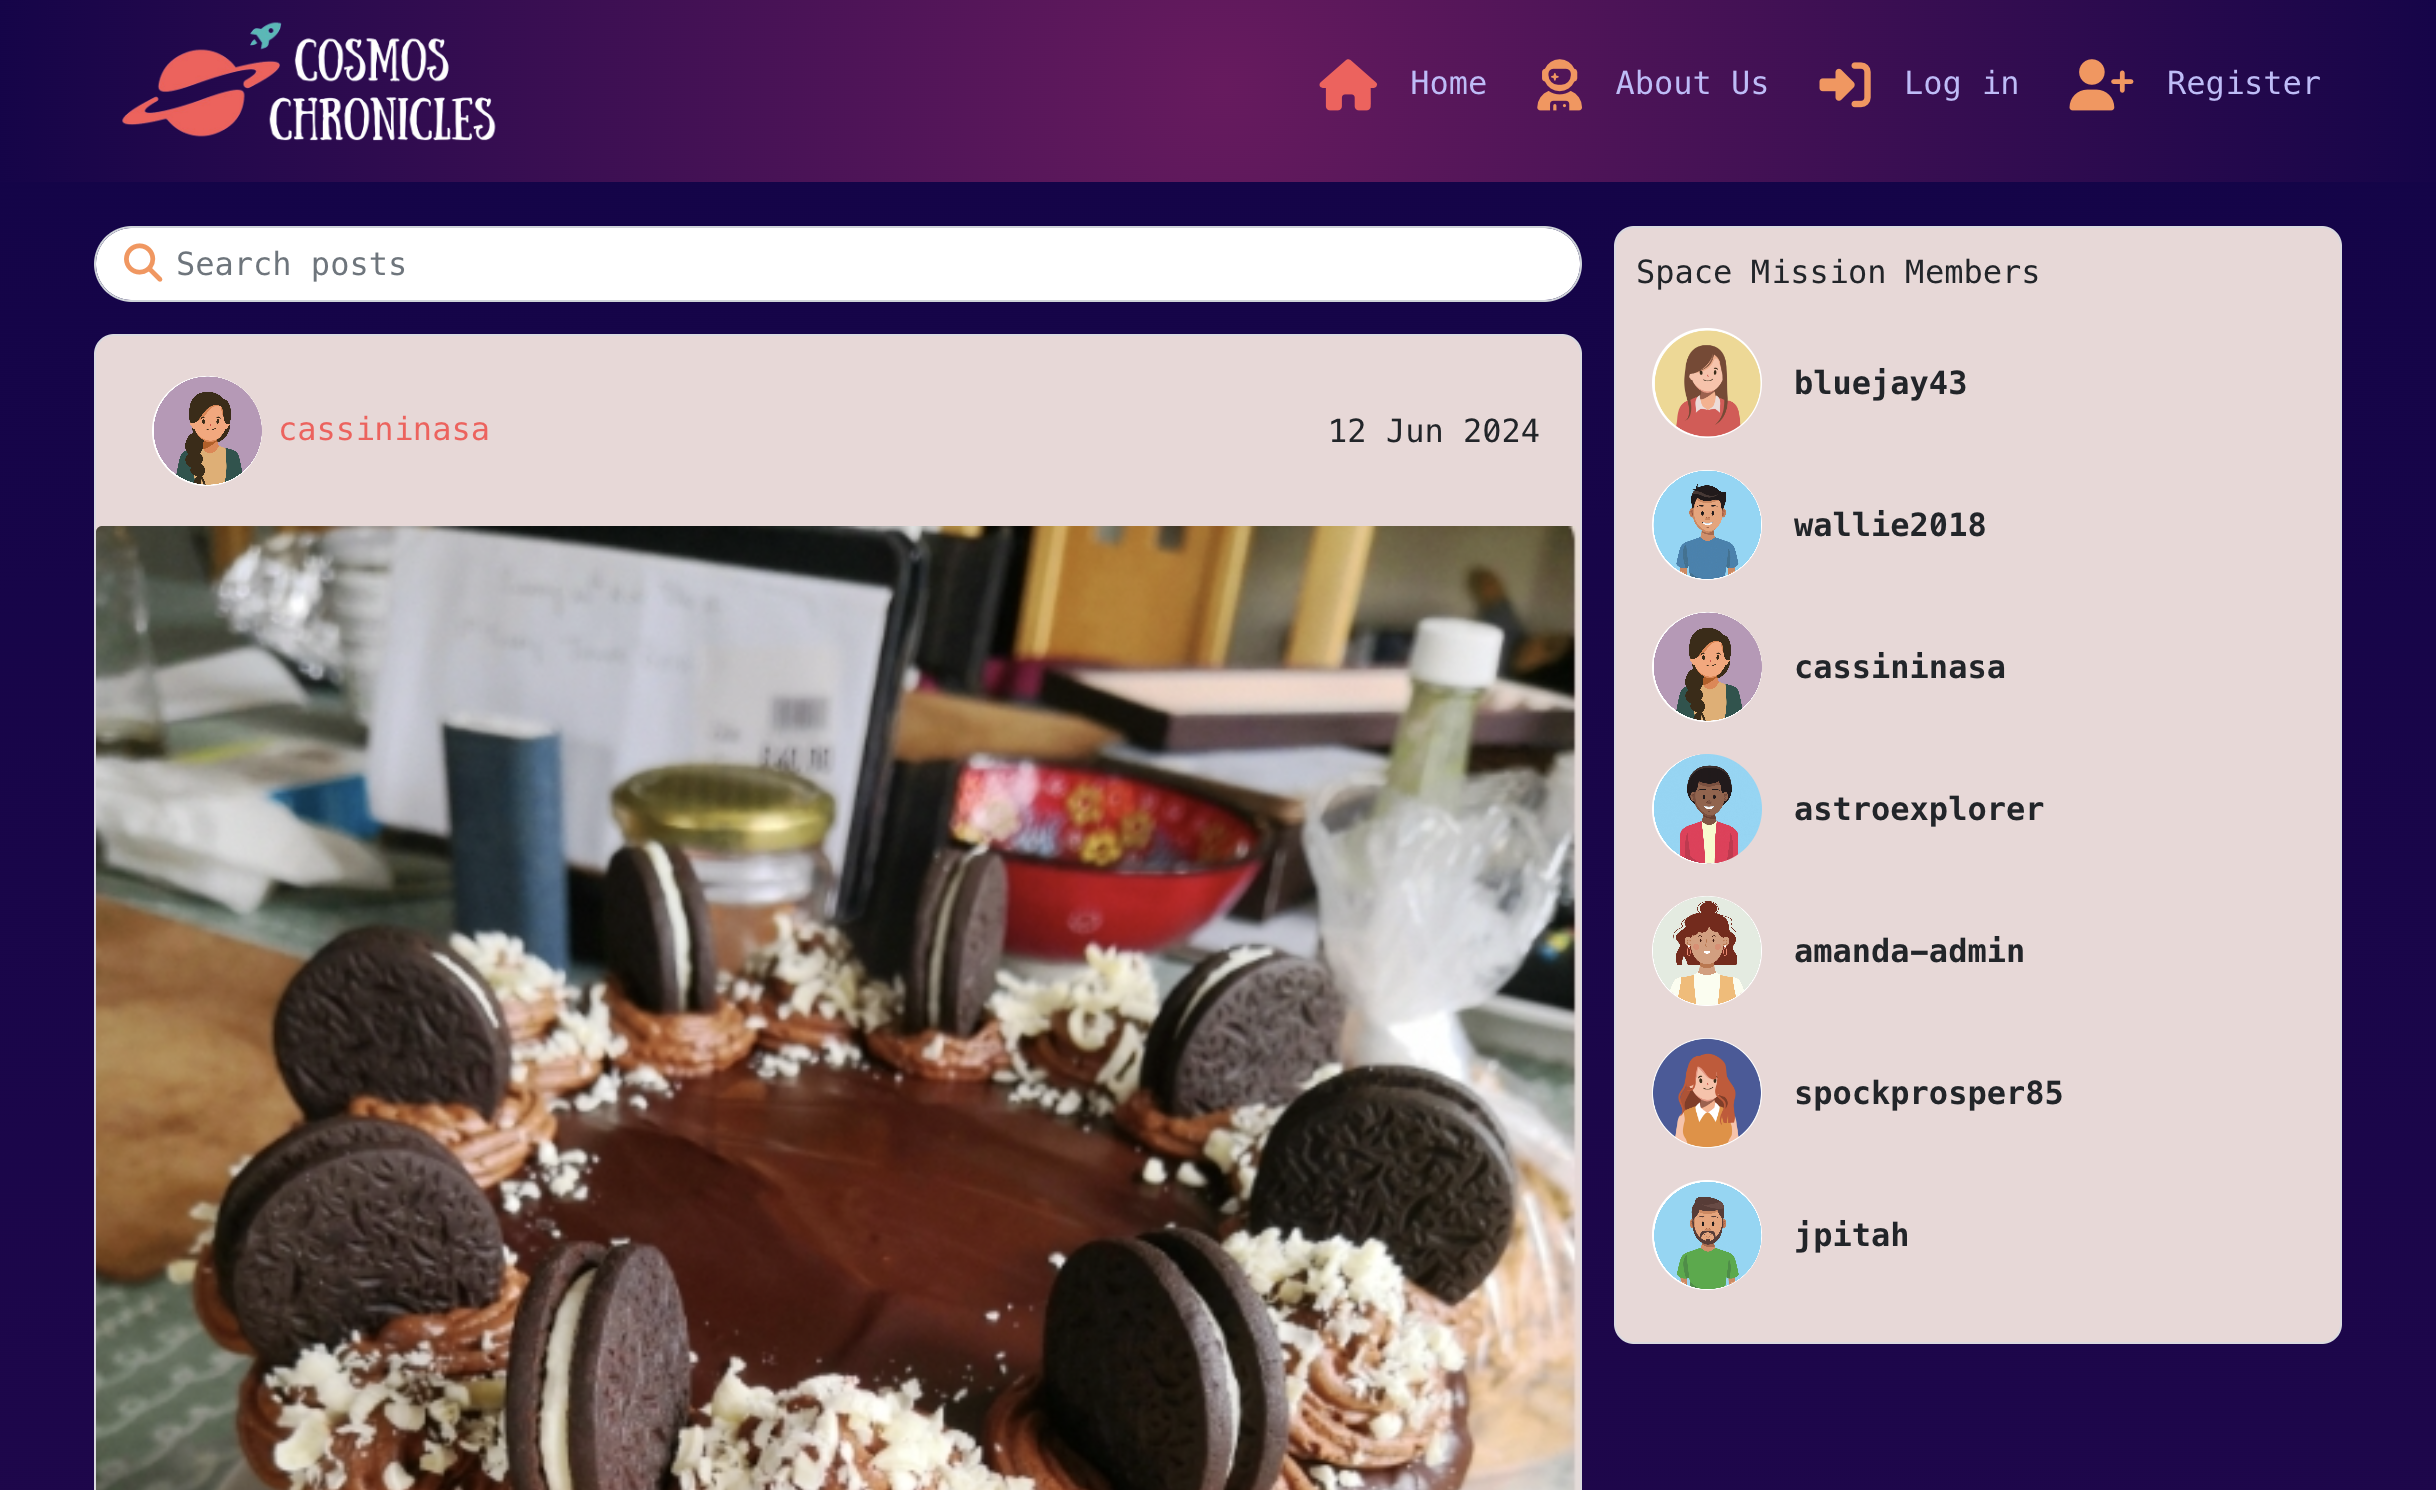 COSMOS
CHRONICLES
Home
About Us
Log in
Register
Search posts
cassininasa
12 Jun 2024
Space Mission Members
bluejay43
wallie2018
cassininasa
astroexplorer
amanda-admin
spockprosper85
jpitah